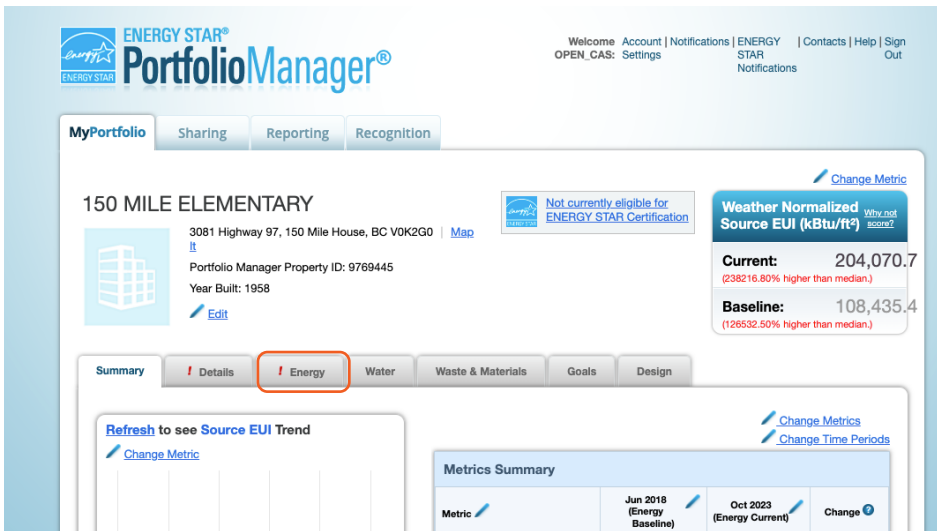 ENERGY STAR®
PortfolioManager®
energy
ENERGY STAR
Welcome OPEN_CAS:
Account Settings | Notifications | ENERGY STAR Notifications | Contacts | Help | Sign Out
MyPortfolio
Sharing
Reporting
Recognition
Change Metric
150 MILE ELEMENTARY
3081 Highway 97, 150 Mile House, BC V0K2G0 | Map
It
Portfolio Manager Property ID: 9769445
Year Built: 1958
Edit
energy
ENERGY STAR
Not currently eligible for
ENERGY STAR Certification
Weather Normalized
Source EUI (kBtu/ft²)
Why not
score?
Current: 204,070.7
(238216.80% higher than median.)
Baseline: 108,435.4
(126532.50% higher than median.)
Summary
! Details
! Energy
Water
Waste & Materials
Goals
Design
Refresh to see Source EUI Trend
Change Metric
Change Metrics
Change Time Periods
Metrics Summary
Metric
Jun 2018
(Energy
Baseline)
Oct 2023
(Energy Current)
Change ?